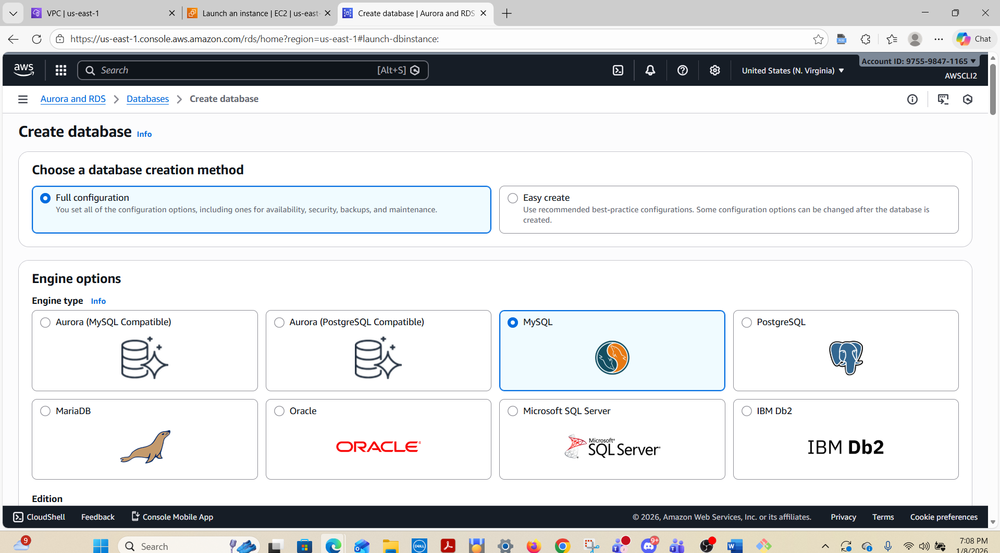 VPC | us-east-1
Launch an instance | EC2 | us-east-
Create database | Aurora and RDS
https://us-east-1.console.aws.amazon.com/rds/home?region=us-east-1#launch-dbinstance:
Chat
aws
Search
[Alt+S]
United States (N. Virginia)
Account ID: 9755-9847-1165
AWSCLI2
Aurora and RDS
Databases
Create database
Create database Info
Choose a database creation method
Full configuration
You set all of the configuration options, including ones for availability, security, backups, and maintenance.
Easy create
Use recommended best-practice configurations. Some configuration options can be changed after the database is
created.
Engine options
Engine type Info
Aurora (MySQL Compatible)
Aurora (PostgreSQL Compatible)
MySQL
PostgreSQL
MariaDB
Oracle
ORACLE
Microsoft SQL Server
Microsoft
SQL Server
IBM Db2
IBM Db2
Edition
CloudShell
Feedback
Console Mobile App
© 2026, Amazon Web Services, Inc. or its affiliates.
Privacy
Terms
Cookie preferences
9
Search
DELL
9+
W
7:08 PM
1/8/2026